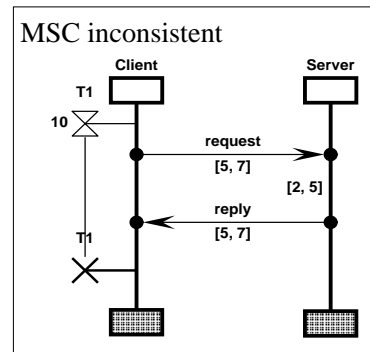 MSC inconsistent
Client Server
T1
10
request
[5, 7]
[2, 5]
reply
[5, 7]
T1